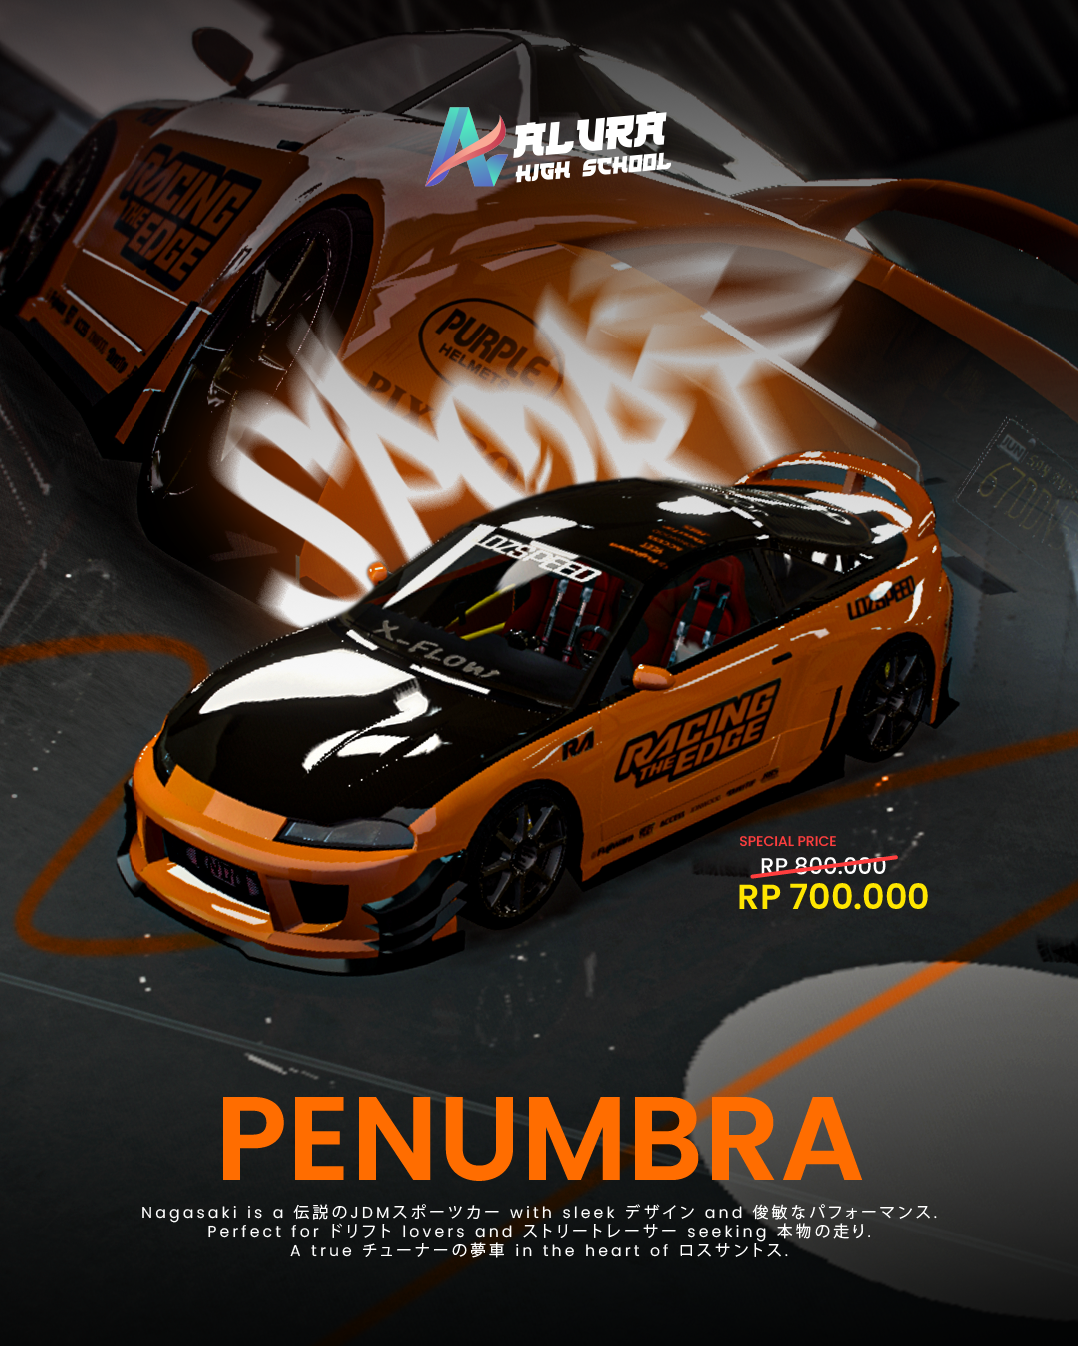 ALURA
HIGH SCHOOL
RACING
THE
EDGE
PURPLE
HELMETS
SPORT
LOZSPEED
X-FLOW
LOZSPEED
RA
RACING
THE EDGE
SPECIAL PRICE
RP 800.000
RP 700.000
PENUMBRA
Nagasaki is a 伝説のJDMスポーツカー with sleek デザイン and 俊敏なパフォーマンス.
Perfect for ドリフト lovers and ストリートレーサー seeking 本物の走り.
A true チューナーの夢車 in the heart of ロスサントス.